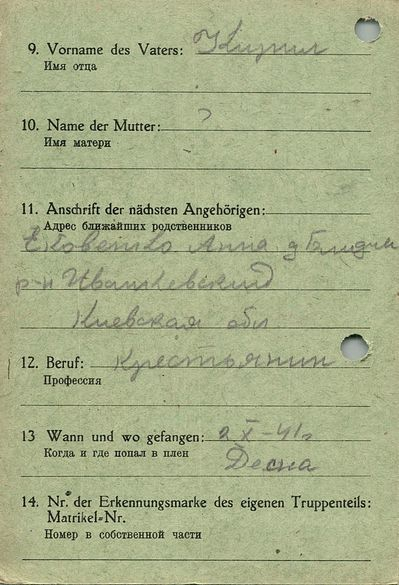 9. Vorname des Vaters: Кирил
Имя отца
10. Name der Mutter: ?
Имя матери
11. Anschrift der nächsten Angehörigen:
Адрес ближайших родственников
Анна д
р-н Иванковский
Киевская обл
12. Beruf: Крестьянин
Профессия
13 Wann und wo gefangen: 2 X-41г
Когда и где попал в плен
Десна
14. Nr. der Erkennungsmarke des eigenen Truppenteils:
Matrikel-Nr.
Номер в собственной части